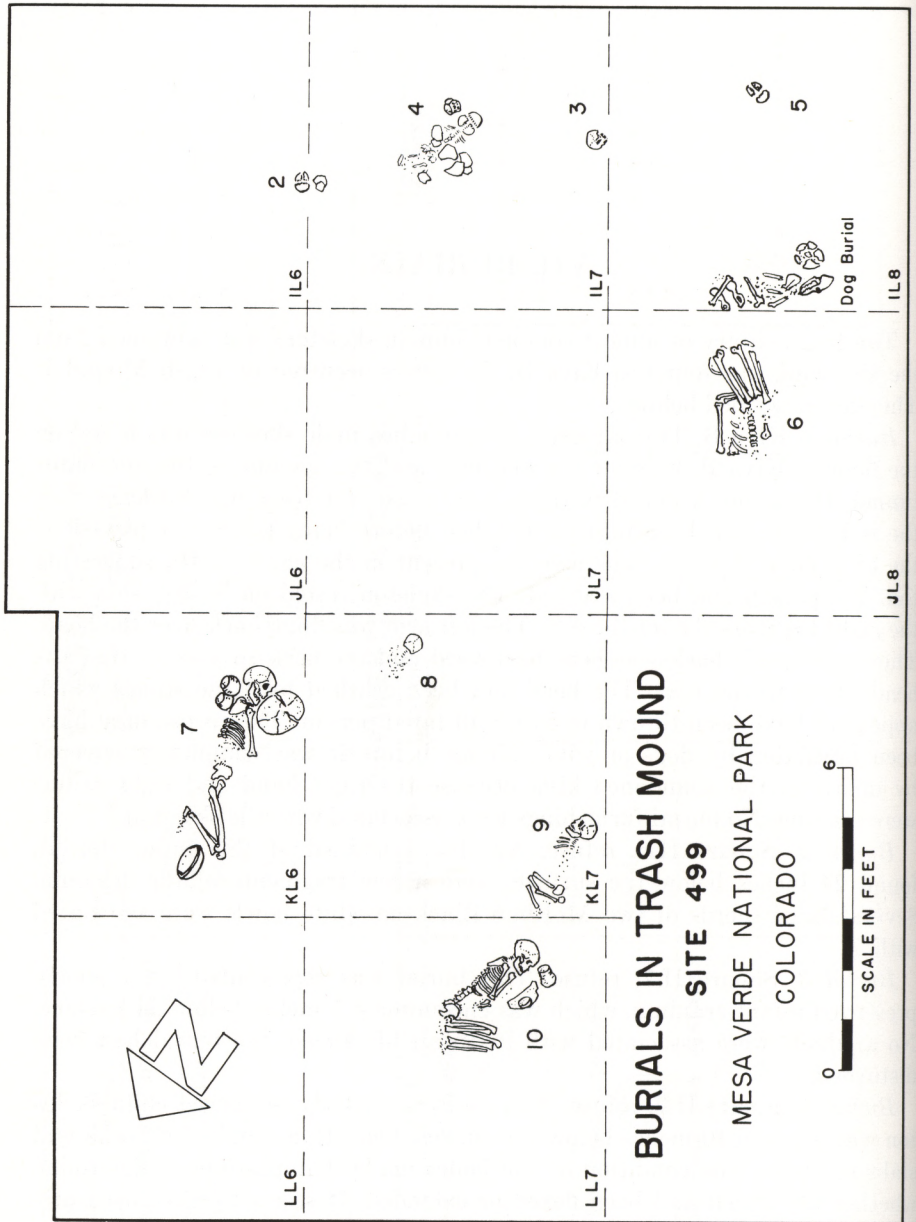 N
7
2
LL6
KL6
JL6
IL6
4
8
10
9
3
LL7
KL7
JL7
IL7
BURIALS IN TRASH MOUND
SITE 499
MESA VERDE NATIONAL PARK
COLORADO
6
5
0 6
SCALE IN FEET
Dog Burial
JL8
IL8